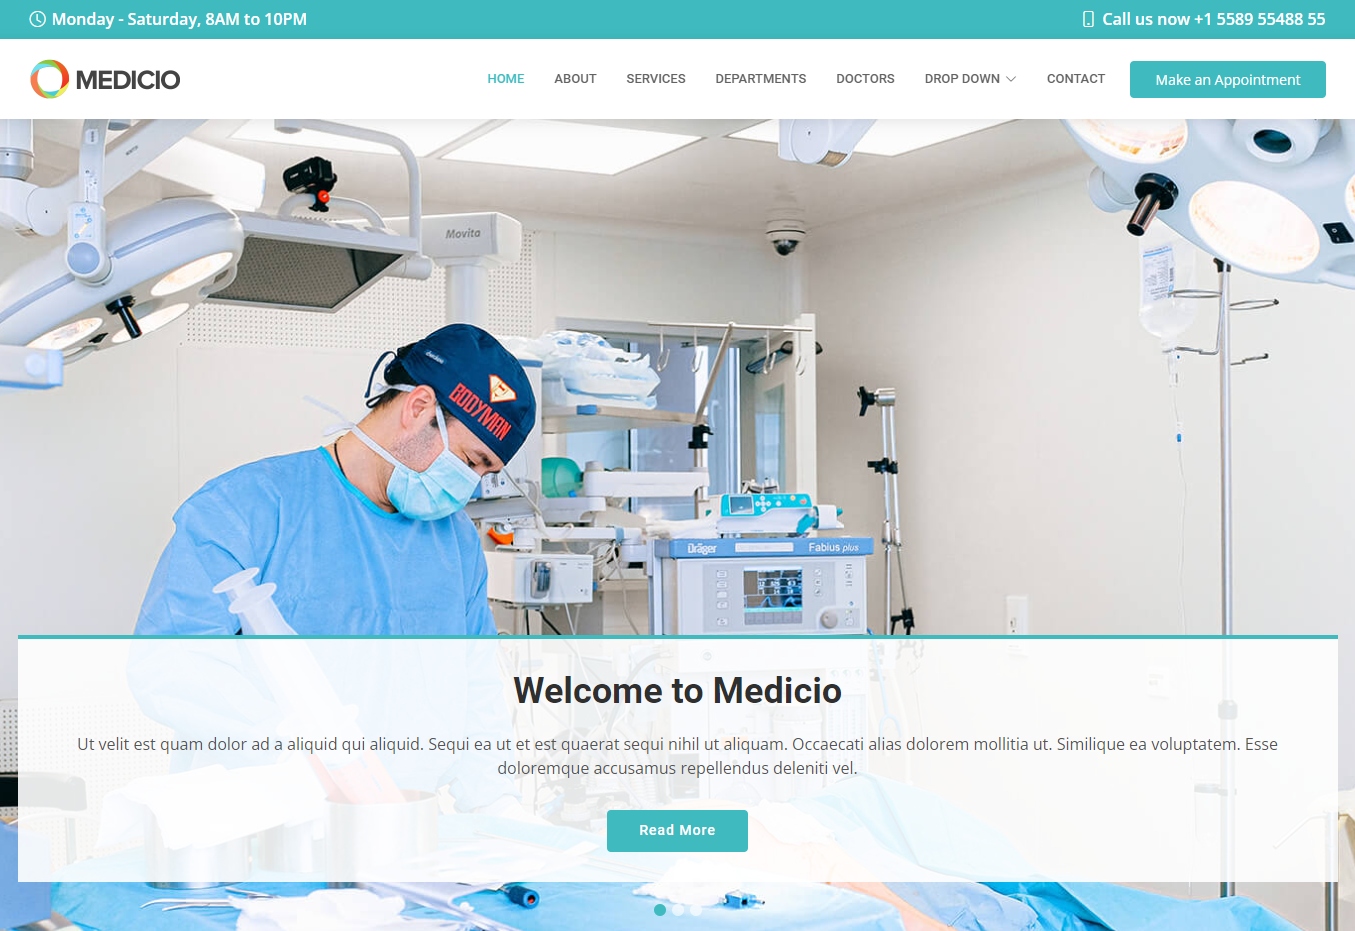 Monday - Saturday, 8AM to 10PM
Call us now +1 5589 55488 55
MEDICIO
HOME
ABOUT
SERVICES
DEPARTMENTS
DOCTORS
DROP DOWN
CONTACT
Make an Appointment
Movita
BODYMAN
Dräger
Fabius plus
Welcome to Medicio
Ut velit est quam dolor ad a aliquid qui aliquid. Sequi ea ut et est quaerat sequi nihil ut aliquam. Occaecati alias dolorem mollitia ut. Similique ea voluptatem. Esse
doloremque accusamus repellendus deleniti vel.
Read More